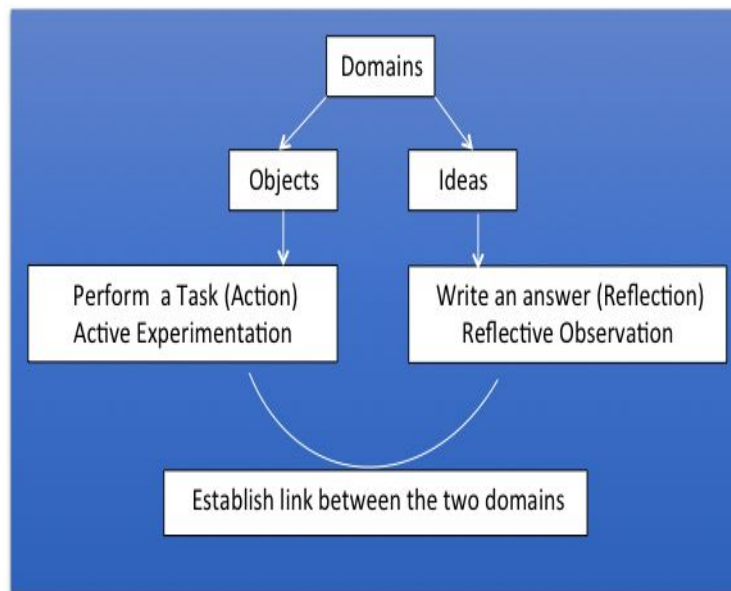 Domains
Objects
Ideas
Perform a Task (Action)
Active Experimentation
Write an answer (Reflection)
Reflective Observation
Establish link between the two domains